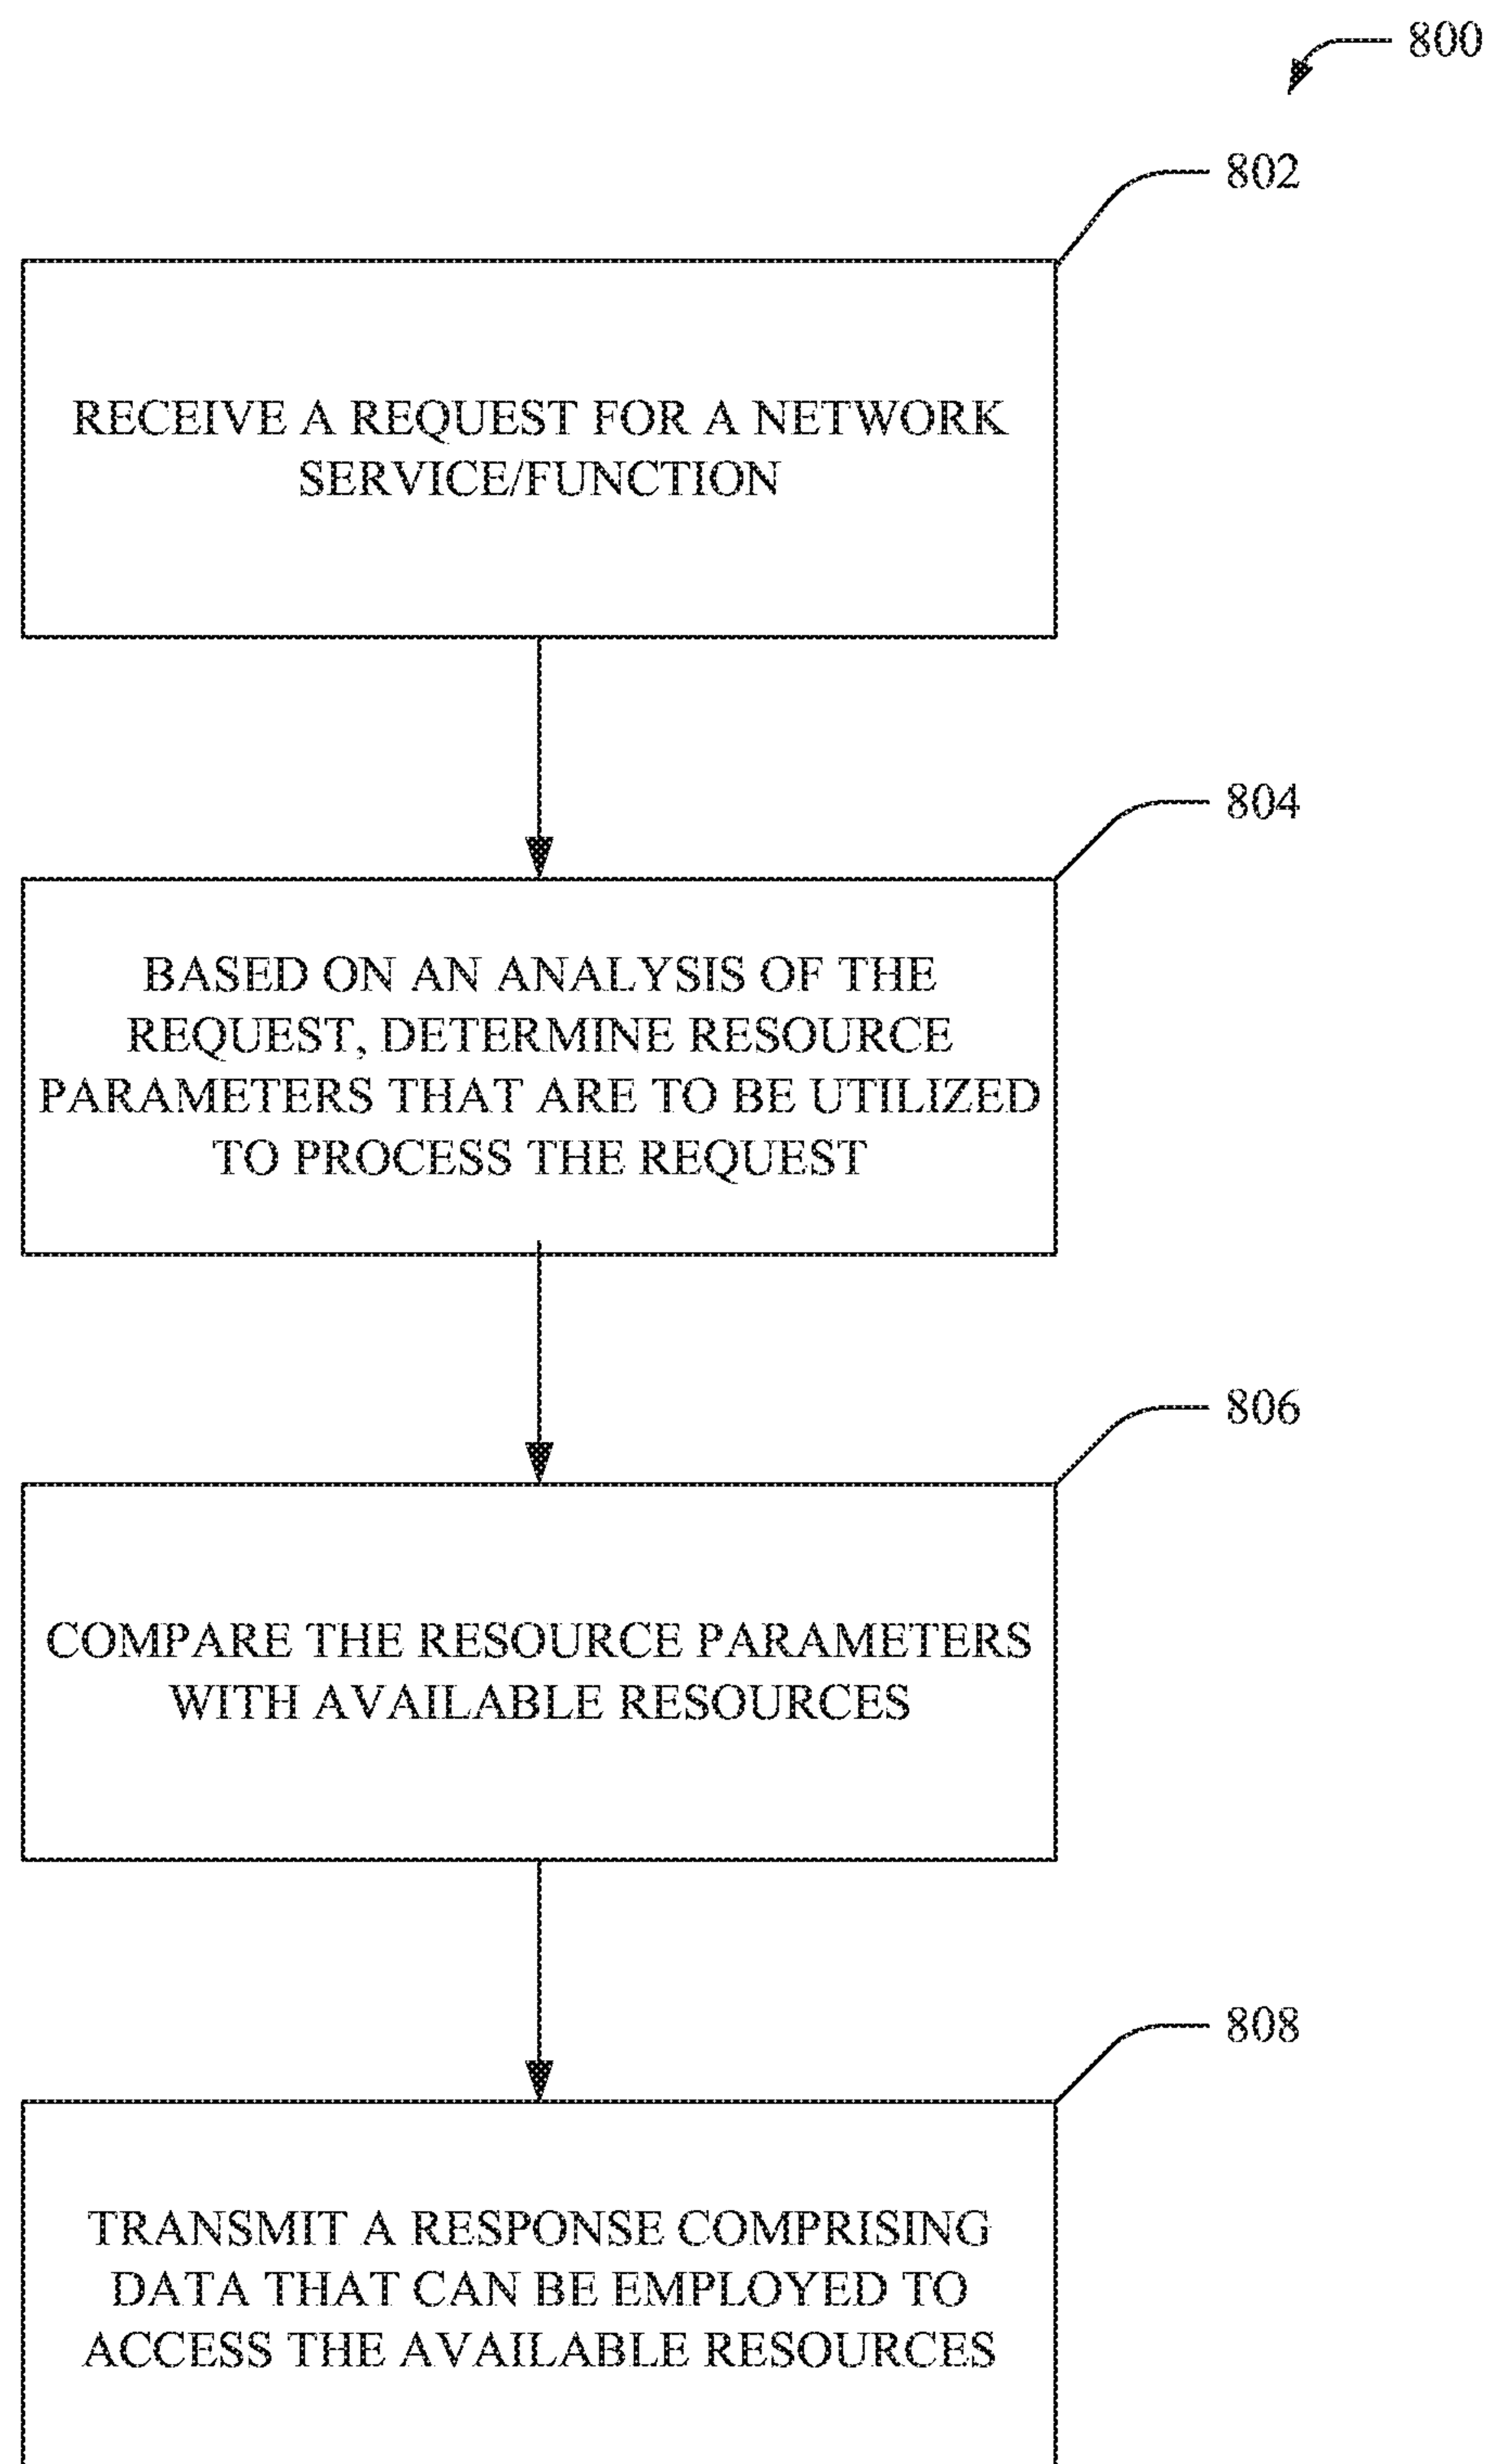 800
802
RECEIVE A REQUEST FOR A NETWORK
SERVICE/FUNCTION
804
BASED ON AN ANALYSIS OF THE
REQUEST, DETERMINE RESOURCE
PARAMETERS THAT ARE TO BE UTILIZED
TO PROCESS THE REQUEST
806
COMPARE THE RESOURCE PARAMETERS
WITH AVAILABLE RESOURCES
808
TRANSMIT A RESPONSE COMPRISING
DATA THAT CAN BE EMPLOYED TO
ACCESS THE AVAILABLE RESOURCES